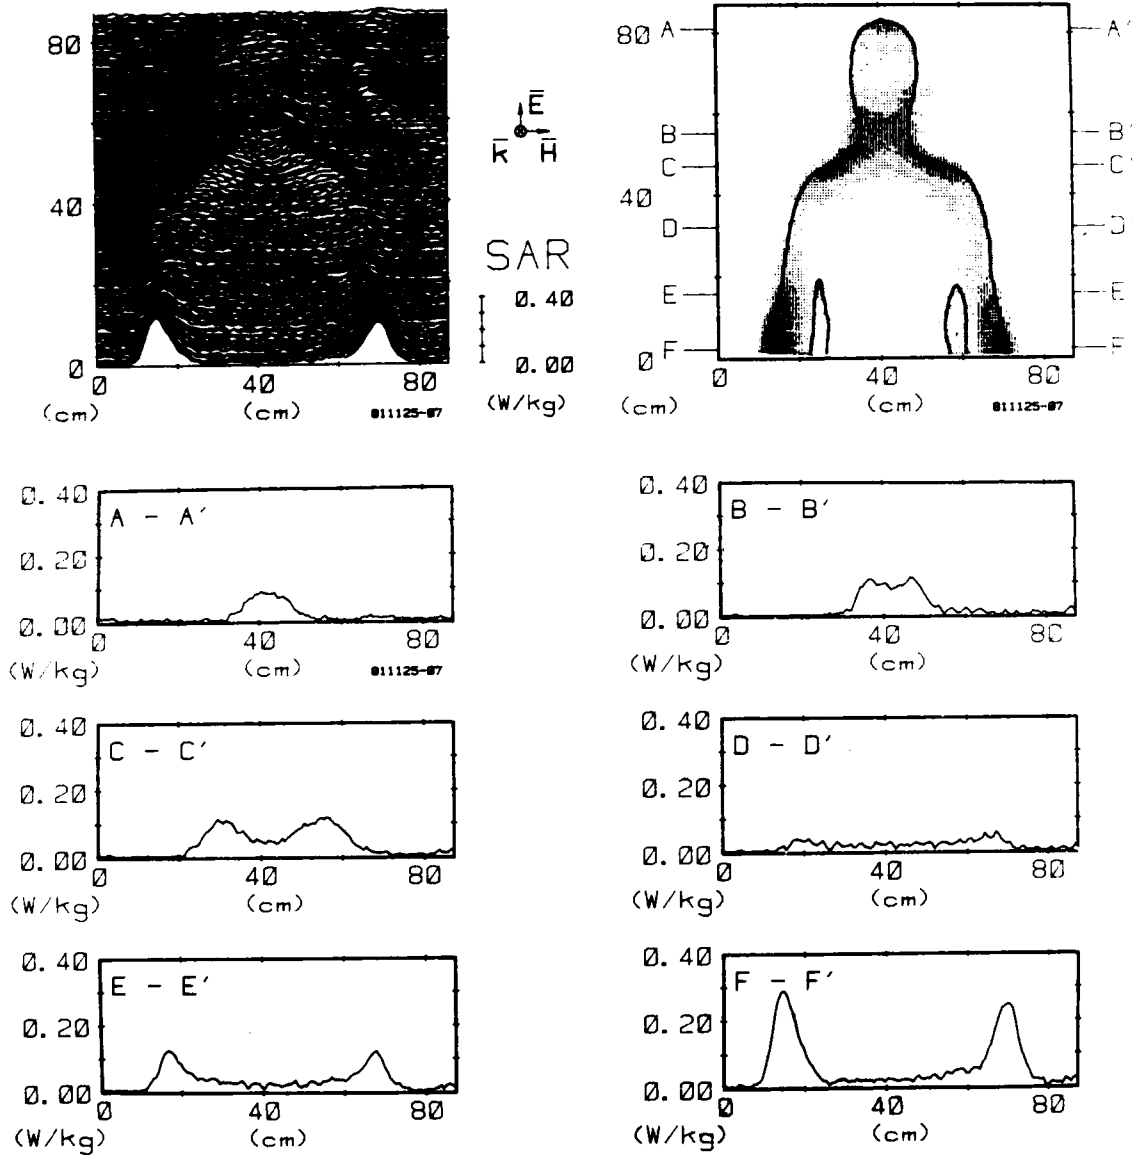 80
40
0
0 40 80
(cm) (cm) 811125-07
E
k H
SAR
0.40
0.00
(W/kg)
80 A A'
B B'
C C'
40
D D
E E
F F
0
0 40 80
(cm) (cm) 811125-07
0.40
A - A'
0.20
0.00
0 40 80
(W/kg) (cm) 811125-07
0.40
B - B'
0.20
0.00
0 40 80
(W/kg) (cm)
0.40
C - C'
0.20
0.00
0 40 80
(W/kg) (cm)
0.40
D - D'
0.20
0.00
0 40 80
(W/kg) (cm)
0.40
E - E'
0.20
0.00
0 40 80
(W/kg) (cm)
0.40
F - F'
0.20
0.00
0 40 80
(W/kg) (cm)